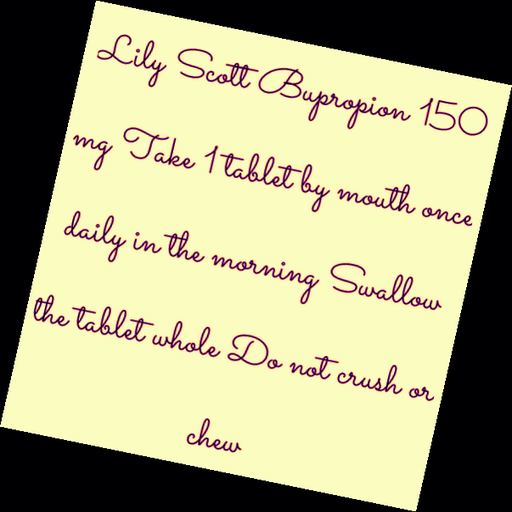 Lily Scott Bupropion 150
mg Take 1 tablet by mouth once
daily in the morning Swallow
the tablet whole Do not crush or
chew